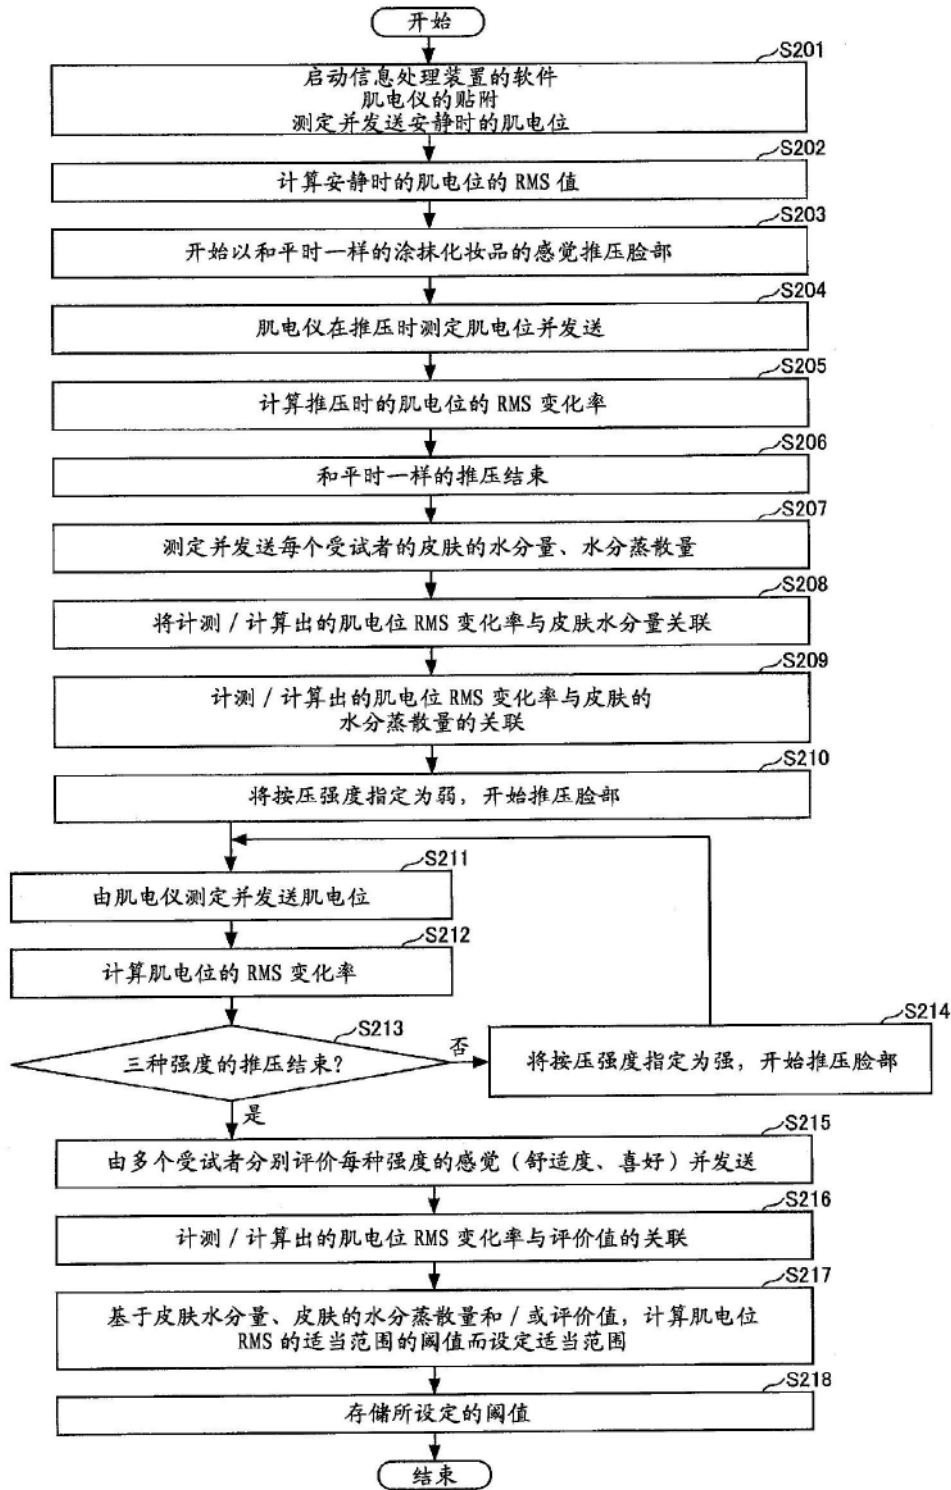 开始
S201
启动信息处理装置的软件
肌电仪的贴附
测定并发送安静时的肌电位
S202
计算安静时的肌电位的 RMS 值
S203
开始以和平时一样的涂抹化妆品的感觉推压脸部
S204
肌电仪在推压时测定肌电位并发送
S205
计算推压时的肌电位的 RMS 变化率
S206
和平时一样的推压结束
S207
测定并发送每个受试者的皮肤的水分量、水分蒸散量
S208
将计测 / 计算出的肌电位 RMS 变化率与皮肤水分量关联
S209
计测 / 计算出的肌电位 RMS 变化率与皮肤的
水分蒸散量的关联
S210
将按压强度指定为弱，开始推压脸部
S211
由肌电仪测定并发送肌电位
S212
计算肌电位的 RMS 变化率
S213
三种强度的推压结束？
否
S214
将按压强度指定为强，开始推压脸部
是
S215
由多个受试者分别评价每种强度的感觉（舒适度、喜好）并发送
S216
计测 / 计算出的肌电位 RMS 变化率与评价值的关联
S217
基于皮肤水分量、皮肤的水分蒸散量和 / 或评价值，计算肌电位
RMS 的适当范围的阈值而设定适当范围
S218
存储所设定的阈值
结束